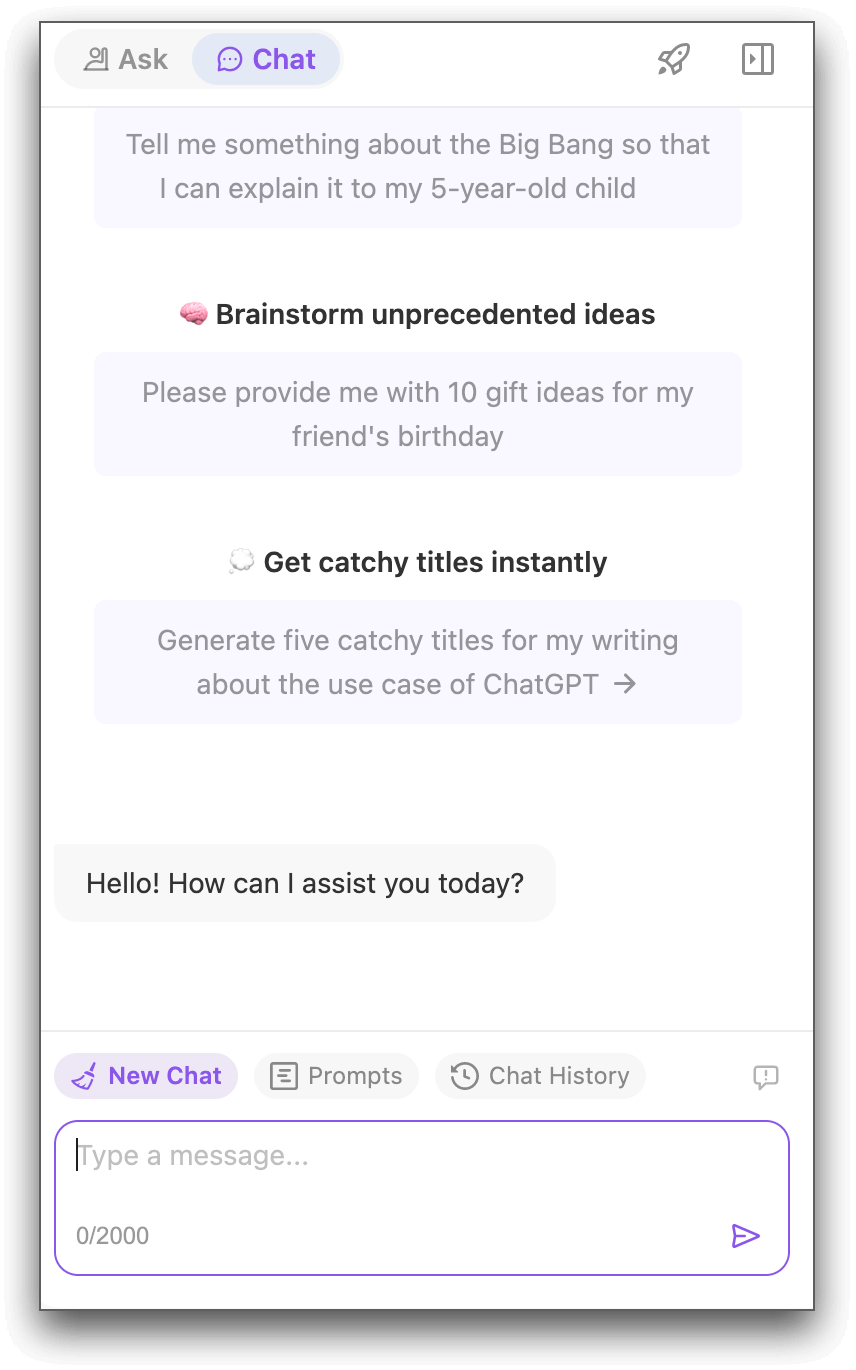 Ask
Chat
Tell me something about the Big Bang so that
I can explain it to my 5-year-old child
🧠 Brainstorm unprecedented ideas
Please provide me with 10 gift ideas for my
friend's birthday
💭 Get catchy titles instantly
Generate five catchy titles for my writing
about the use case of ChatGPT →
Hello! How can I assist you today?
New Chat
Prompts
Chat History
Type a message...
0/2000